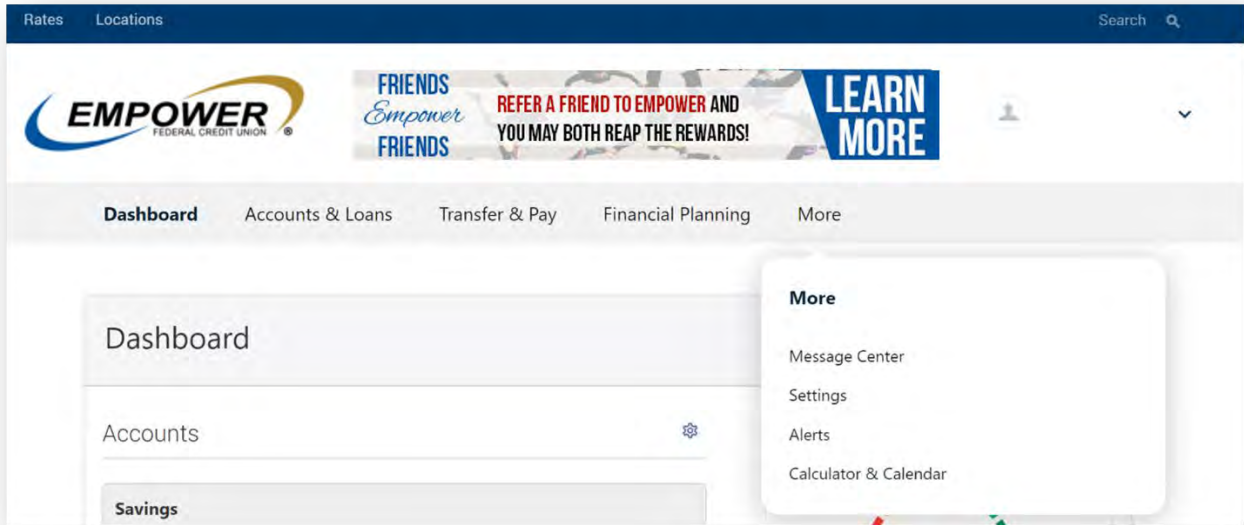 Rates Locations Search
EMPOWER
FEDERAL CREDIT UNION ®
FRIENDS
Empower
FRIENDS
REFER A FRIEND TO EMPOWER AND
YOU MAY BOTH REAP THE REWARDS!
LEARN
MORE
Dashboard Accounts & Loans Transfer & Pay Financial Planning More
More
Message Center
Settings
Alerts
Calculator & Calendar
Dashboard
Accounts
Savings